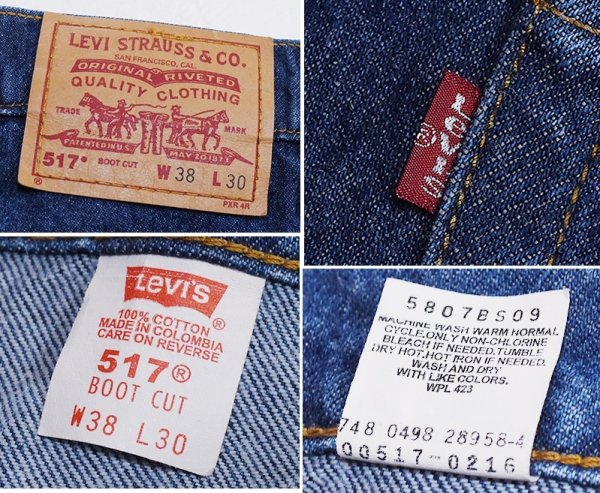 LEVI STRAUSS & CO.
SAN FRANCISCO, CAL.
ORIGINAL RIVETED
QUALITY CLOTHING
TRADE MARK
PATENTED IN U.S. MAY 20 1873
517® BOOT CUT W 38 L 30
® PXR 4R
LEVI'S
®
LEVI'S
®
100% COTTON
MADE IN COLOMBIA
CARE ON REVERSE
517®
BOOT CUT
W38 L30
5807BS09
MACHINE WASH WARM NORMAL
CYCLE.ONLY NON-CHLORINE
BLEACH IF NEEDED.TUMBLE
DRY HOT.HOT IRON IF NEEDED.
WASH AND DRY
WITH LIKE COLORS.
WPL 423
748 0498 28958-4
00517-0216